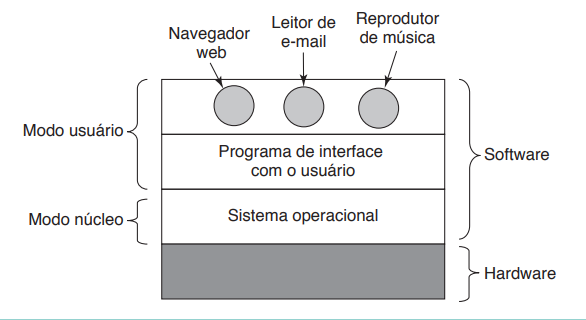 Navegador
web
Leitor de
e-mail
Reprodutor
de música
Modo usuário
Programa de interface
com o usuário
Software
Modo núcleo
Sistema operacional
Hardware